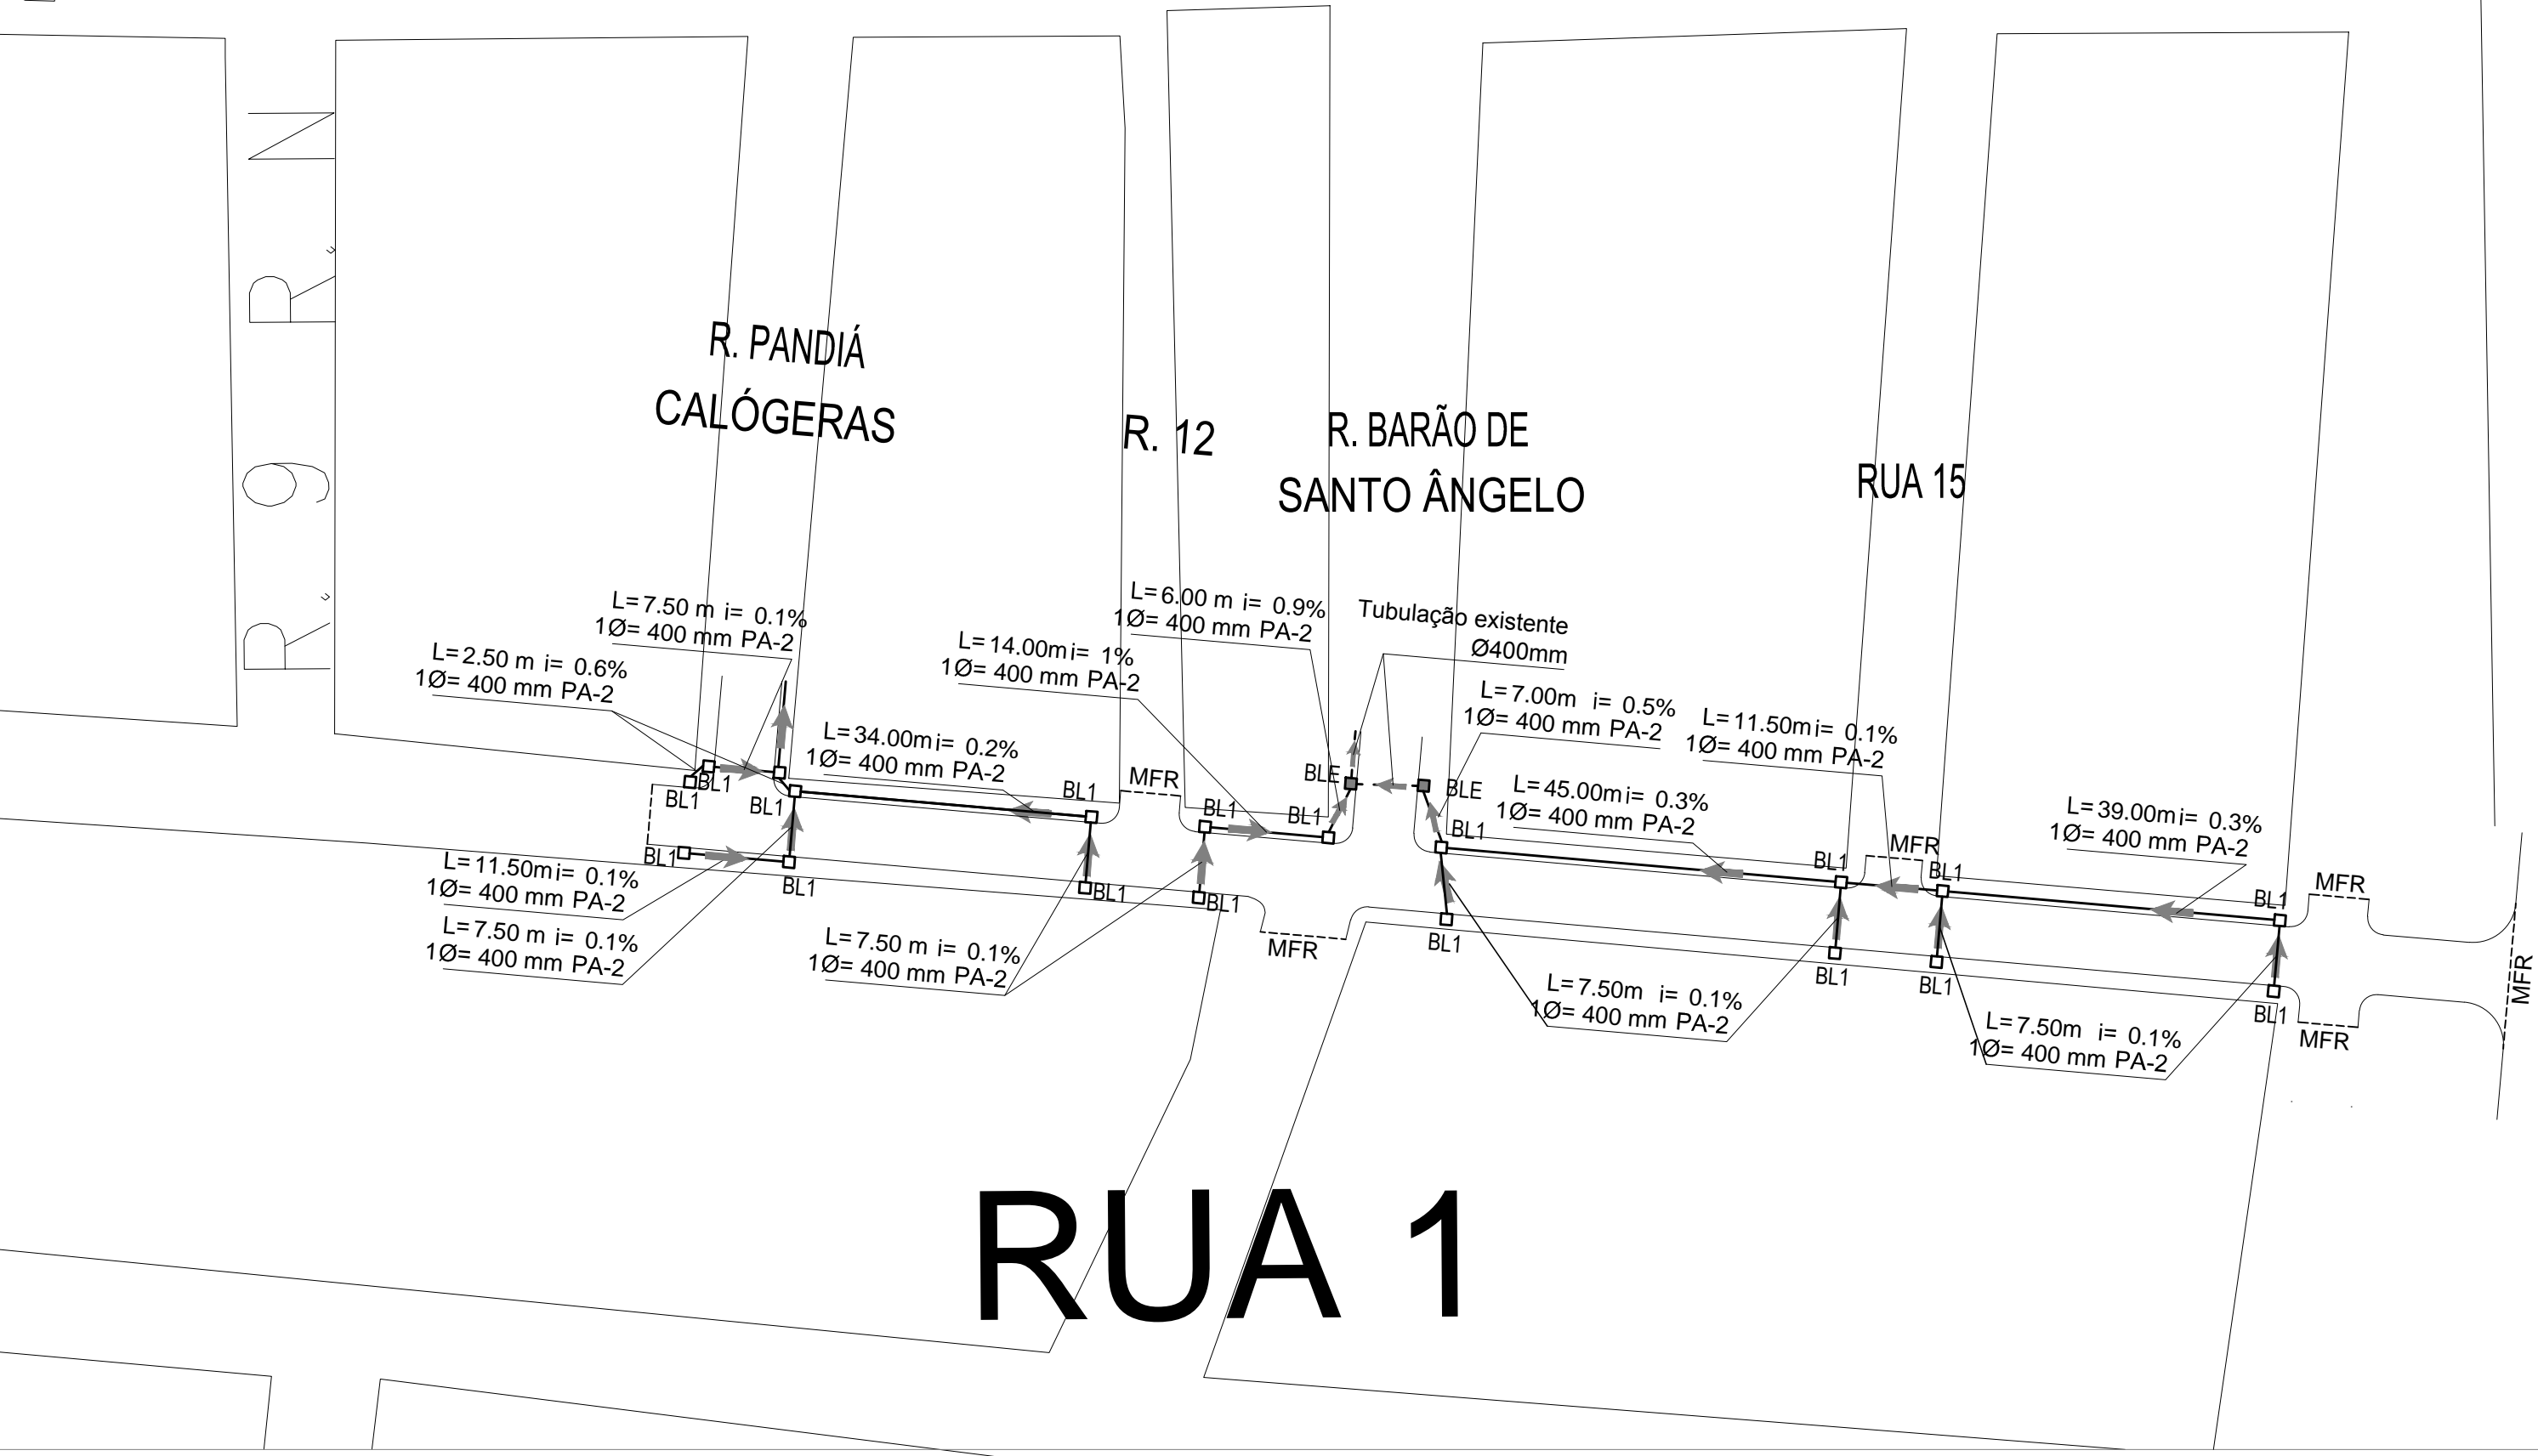 R. PANDIÁ
CALÓGERAS
R. 12
R. BARÃO DE
SANTO ÂNGELO
RUA 15
L=7.50 m i= 0.1%
1Ø= 400 mm PA-2
L=2.50 m i= 0.6%
1Ø= 400 mm PA-2
L=14.00m i= 1%
1Ø= 400 mm PA-2
L=6.00 m i= 0.9%
1Ø= 400 mm PA-2
Tubulação existente
Ø400mm
L=34.00m i= 0.2%
1Ø= 400 mm PA-2
L=7.00m i= 0.5%
1Ø= 400 mm PA-2
L=11.50m i= 0.1%
1Ø= 400 mm PA-2
L=45.00m i= 0.3%
1Ø= 400 mm PA-2
L=39.00m i= 0.3%
1Ø= 400 mm PA-2
BL1
BL1
BL1
BL1
MFR
BL1
BL1
BLE
BLE
BL1
BL1
MFR
BL1
BL1
MFR
BL1
BL1
BL1
BL1
MFR
BL1
BL1
BL1
BL1
MFR
MFR
L=11.50m i= 0.1%
1Ø= 400 mm PA-2
L=7.50 m i= 0.1%
1Ø= 400 mm PA-2
L=7.50 m i= 0.1%
1Ø= 400 mm PA-2
L=7.50m i= 0.1%
1Ø= 400 mm PA-2
L=7.50m i= 0.1%
1Ø= 400 mm PA-2
RUA 1